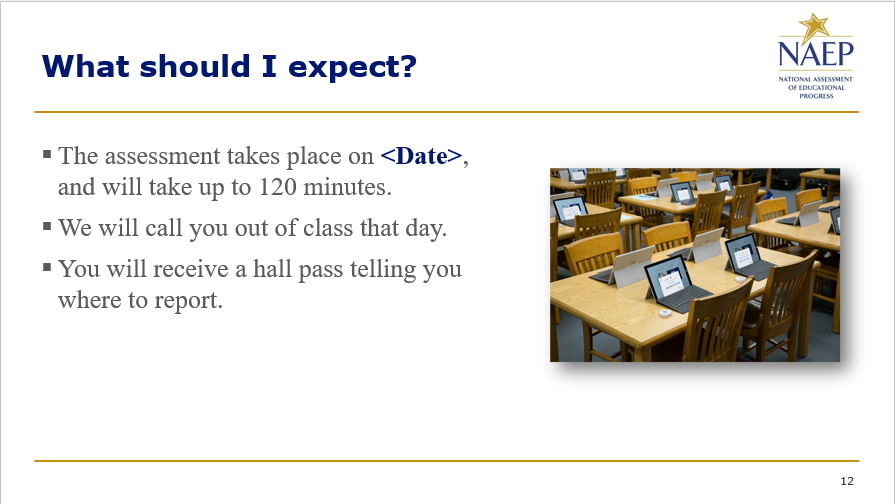 What should I expect?
NAEP
NATIONAL ASSESSMENT
OF EDUCATIONAL
PROGRESS
▪ The assessment takes place on <Date>,
and will take up to 120 minutes.
▪ We will call you out of class that day.
▪ You will receive a hall pass telling you
where to report.
12